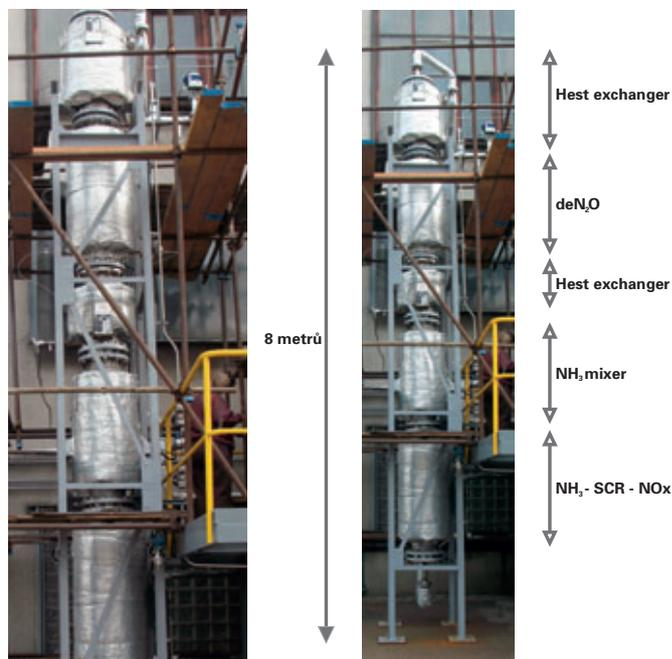 Hest exchanger
deN₂O
Hest exchanger
8 metrů
NH₃ mixer
NH₃ - SCR - NOx